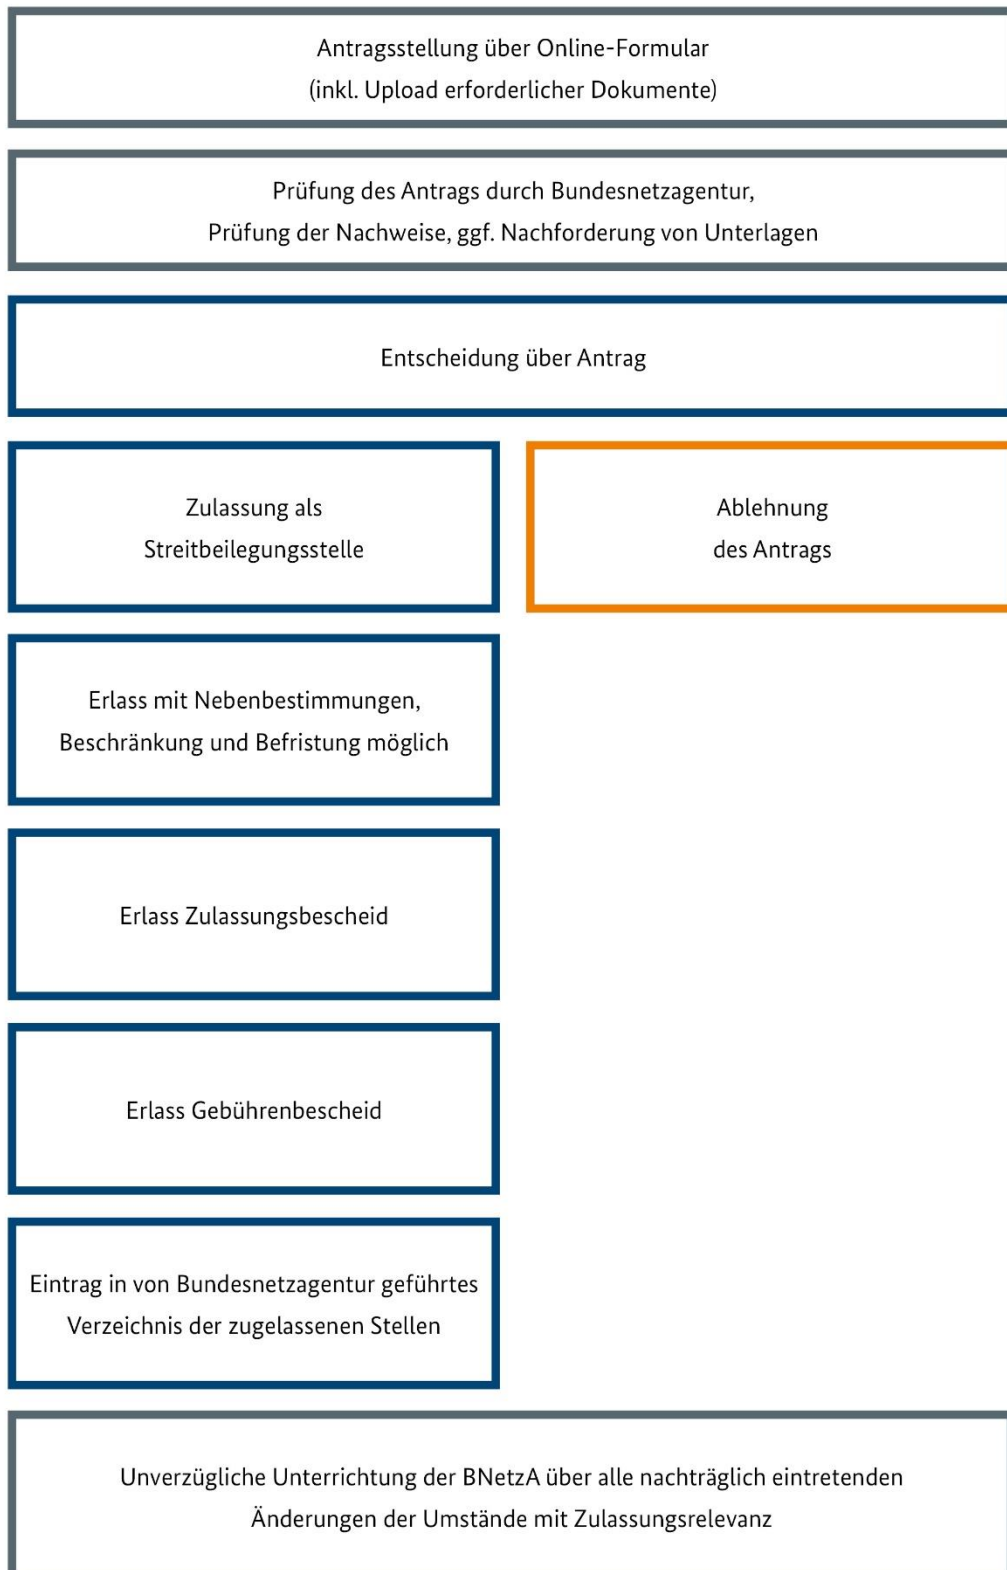 Antragsstellung über Online-Formular
(inkl. Upload erforderlicher Dokumente)
Prüfung des Antrags durch Bundesnetzagentur,
Prüfung der Nachweise, ggf. Nachforderung von Unterlagen
Entscheidung über Antrag
Zulassung als
Streitbeilegungsstelle
Ablehnung
des Antrags
Erlass mit Nebenbestimmungen,
Beschränkung und Befristung möglich
Erlass Zulassungsbescheid
Erlass Gebührenbescheid
Eintrag in von Bundesnetzagentur geführtes
Verzeichnis der zugelassenen Stellen
Unverzügliche Unterrichtung der BNetzA über alle nachträglich eintretenden
Änderungen der Umstände mit Zulassungsrelevanz